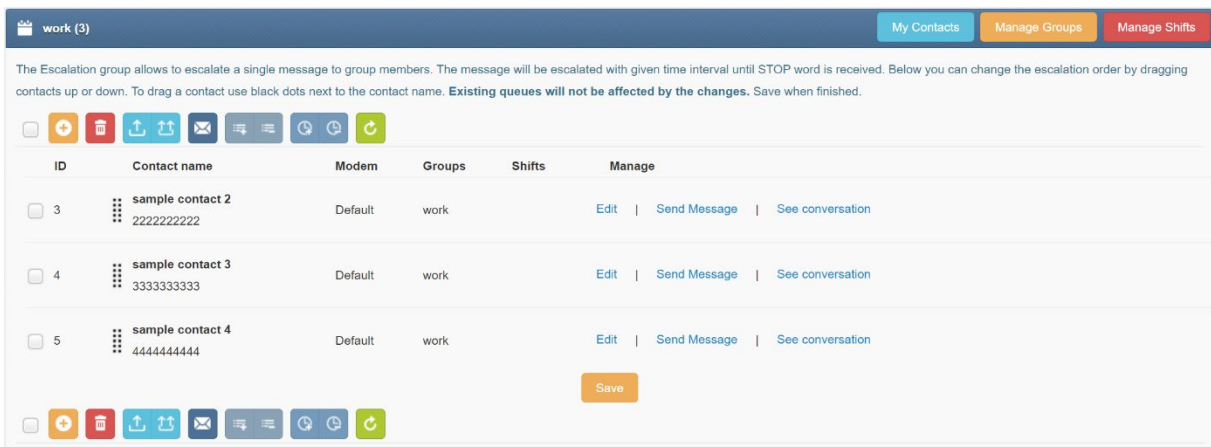 work (3) My Contacts Manage Groups Manage Shifts
The Escalation group allows to escalate a single message to group members. The message will be escalated with given time interval until STOP word is received. Below you can change the escalation order by dragging
contacts up or down. To drag a contact use black dots next to the contact name. Existing queues will not be affected by the changes. Save when finished.
ID Contact name Modem Groups Shifts Manage
3 sample contact 2 Default work Edit | Send Message | See conversation
2222222222
4 sample contact 3 Default work Edit | Send Message | See conversation
3333333333
5 sample contact 4 Default work Edit | Send Message | See conversation
4444444444
Save